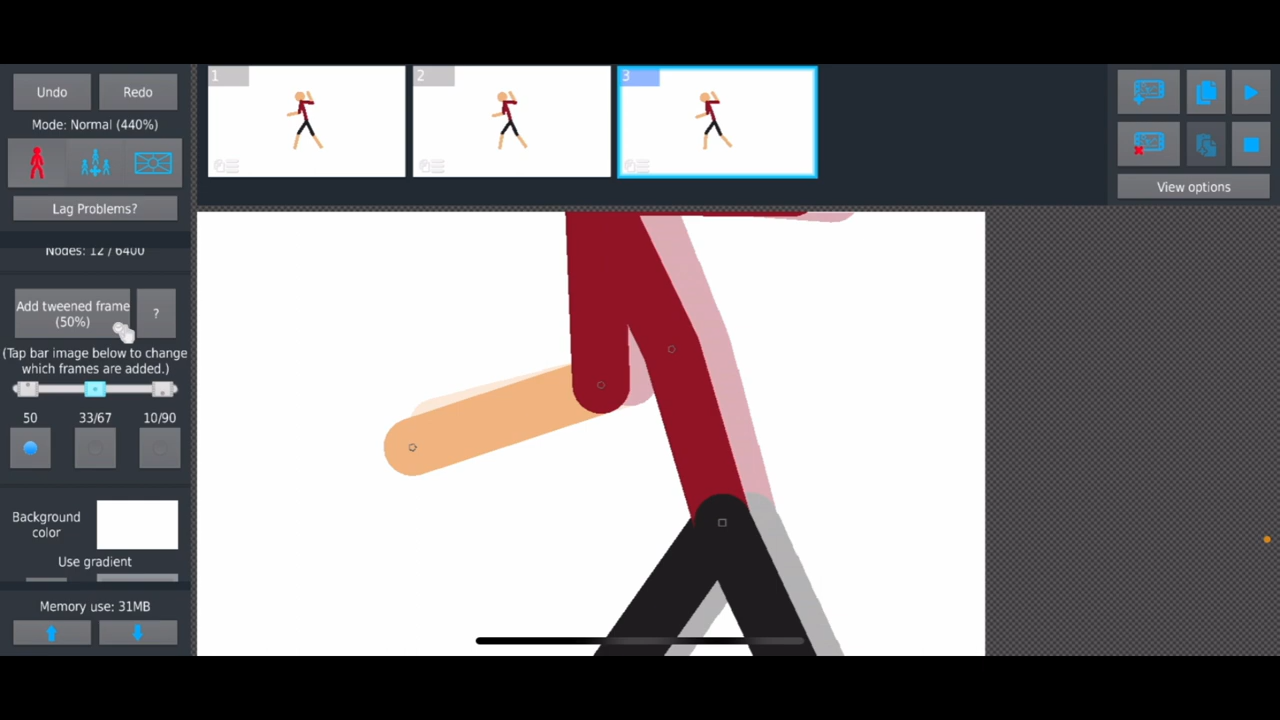 Undo
Redo
Mode: Normal (440%)
Lag Problems?
Nodes: 12 / 6400
Add tweened frame
(50%)
?
(Tap bar image below to change
which frames are added.)
50
33/67
10/90
Background
color
Use gradient
Memory use: 31MB
1
2
3
View options